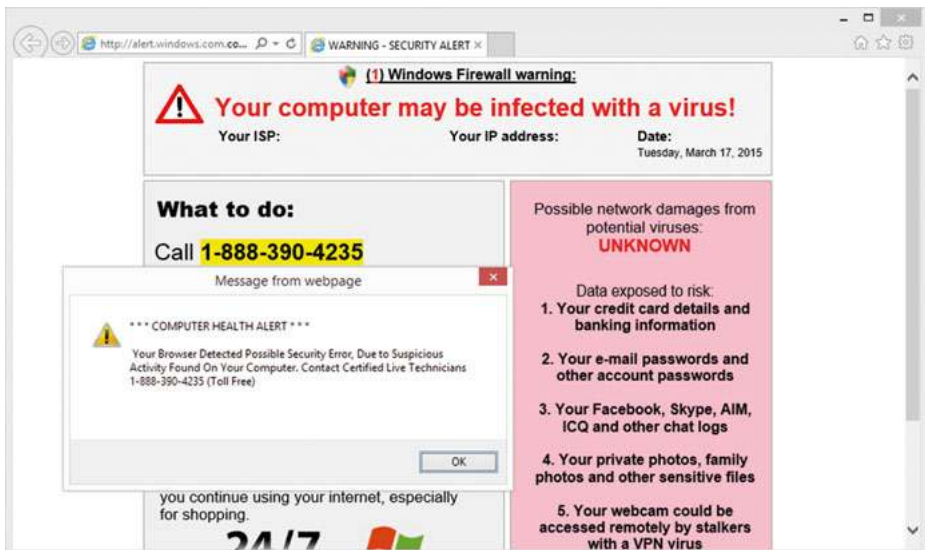 http://alert.windows.com.co...
WARNING - SECURITY ALERT
(1) Windows Firewall warning:
Your computer may be infected with a virus!
Your ISP:
Your IP address:
Date:
Tuesday, March 17, 2015
What to do:
Call 1-888-390-4235
Message from webpage
* * * COMPUTER HEALTH ALERT * * *
Your Browser Detected Possible Security Error, Due to Suspicious
Activity Found On Your Computer. Contact Certified Live Technicians
1-888-390-4235 (Toll Free)
OK
you continue using your internet, especially
for shopping.
24/7
Possible network damages from
potential viruses:
UNKNOWN
Data exposed to risk:
1. Your credit card details and
banking information
2. Your e-mail passwords and
other account passwords
3. Your Facebook, Skype, AIM,
ICQ and other chat logs
4. Your private photos, family
photos and other sensitive files
5. Your webcam could be
accessed remotely by stalkers
with a VPN virus